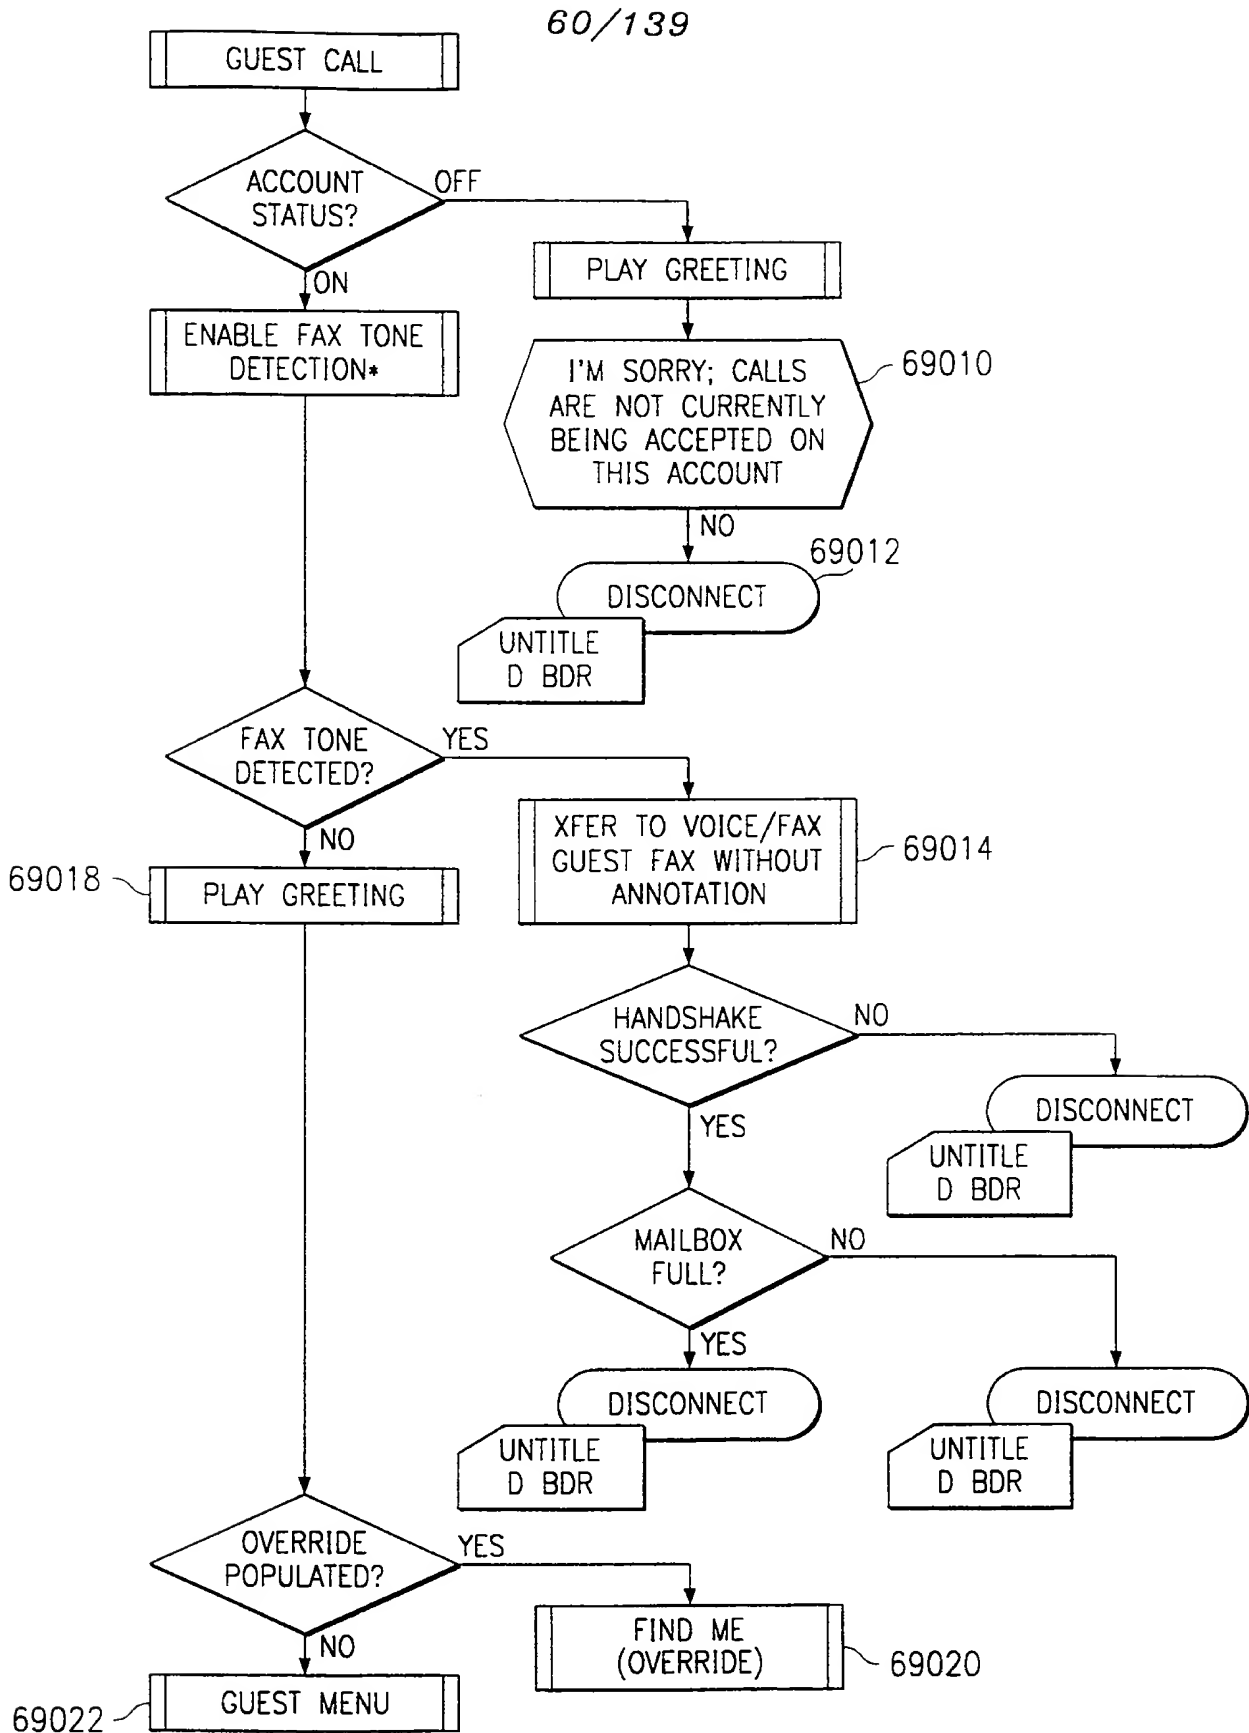 60/139
GUEST CALL
ACCOUNT
STATUS?
OFF
ON
PLAY GREETING
ENABLE FAX TONE
DETECTION*
I'M SORRY; CALLS
ARE NOT CURRENTLY
BEING ACCEPTED ON
THIS ACCOUNT
69010
NO
69012
DISCONNECT
UNTITLE
D BDR
FAX TONE
DETECTED?
YES
NO
XFER TO VOICE/FAX
GUEST FAX WITHOUT
ANNOTATION
69014
69018
PLAY GREETING
HANDSHAKE
SUCCESSFUL?
NO
YES
DISCONNECT
UNTITLE
D BDR
MAILBOX
FULL?
NO
YES
DISCONNECT
UNTITLE
D BDR
DISCONNECT
UNTITLE
D BDR
OVERRIDE
POPULATED?
YES
NO
FIND ME
(OVERRIDE)
69020
GUEST MENU
69022